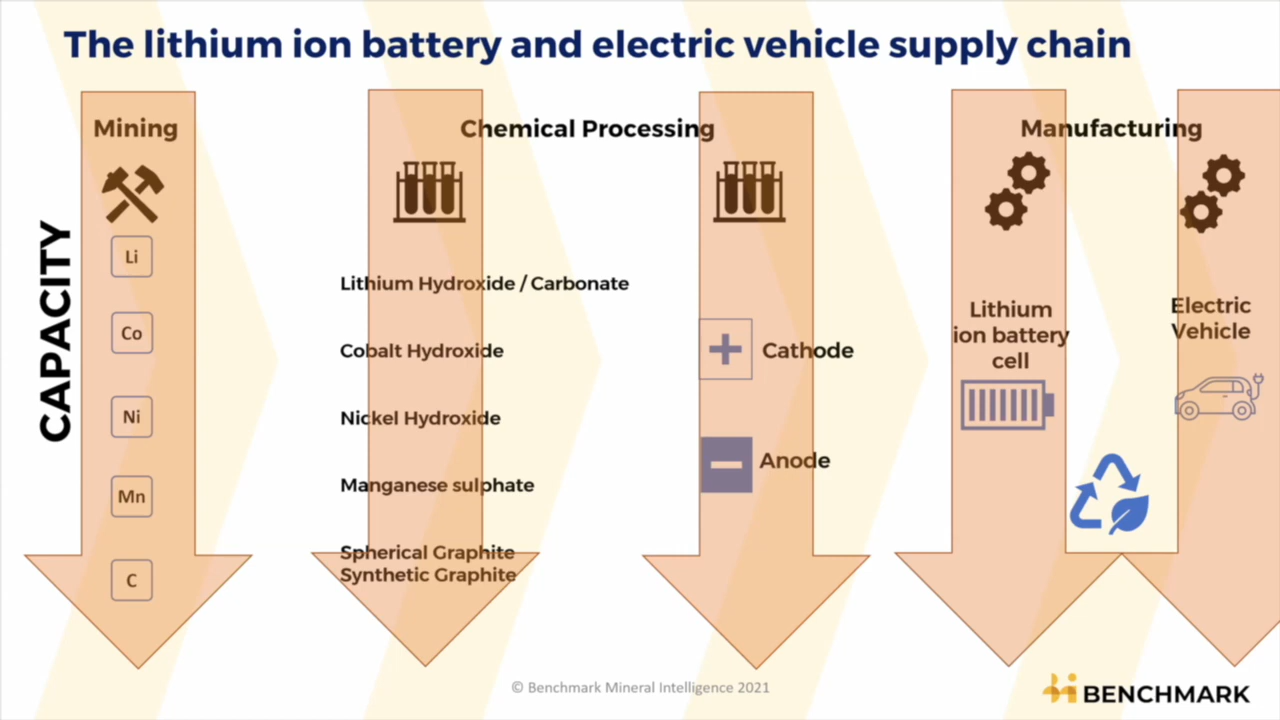 The lithium ion battery and electric vehicle supply chain
Mining
Chemical Processing
Manufacturing
CAPACITY
Li
Co
Ni
Mn
C
Lithium Hydroxide / Carbonate
Cobalt Hydroxide
Nickel Hydroxide
Manganese sulphate
Spherical Graphite
Synthetic Graphite
Cathode
Anode
Lithium
ion battery
cell
Electric
Vehicle
© Benchmark Mineral Intelligence 2021
BENCHMARK